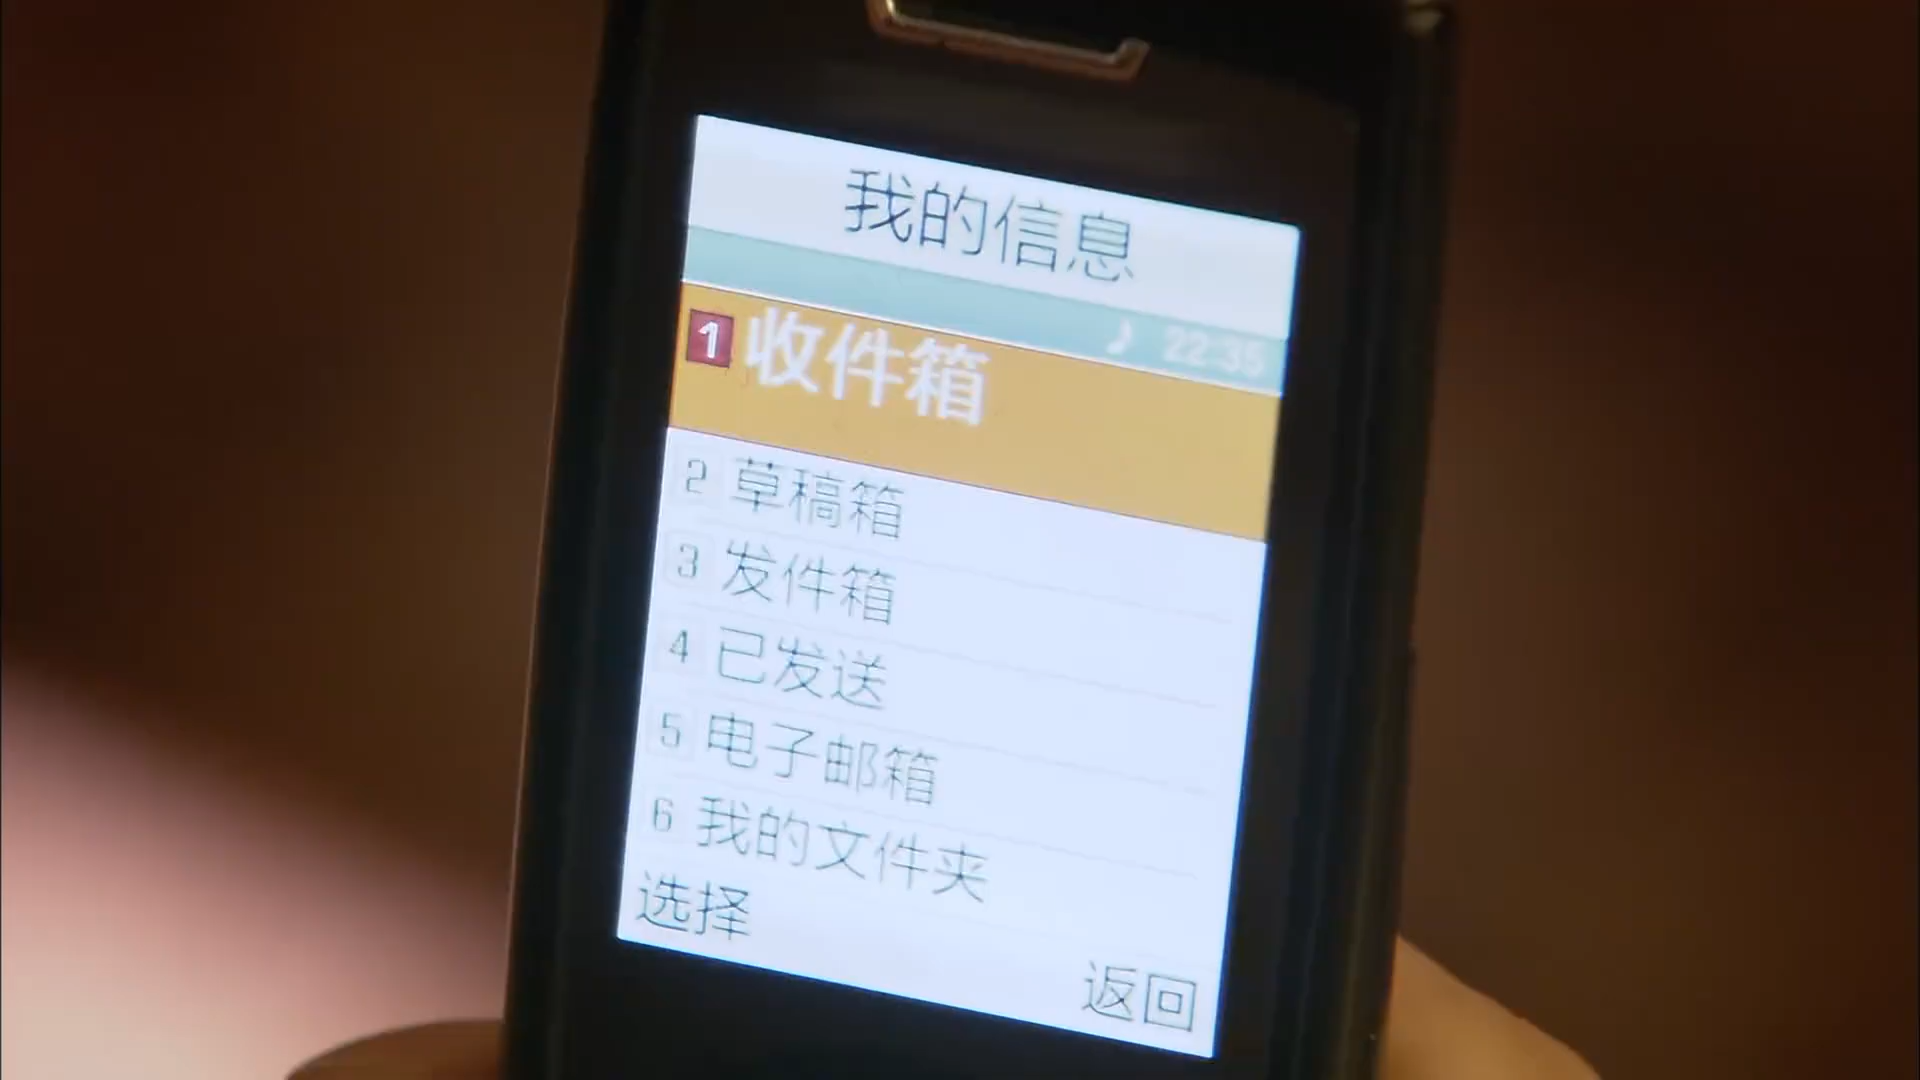 我的信息
♪ 22:35
1 收件箱
2 草稿箱
3 发件箱
4 已发送
5 电子邮箱
6 我的文件夹
选择
返回